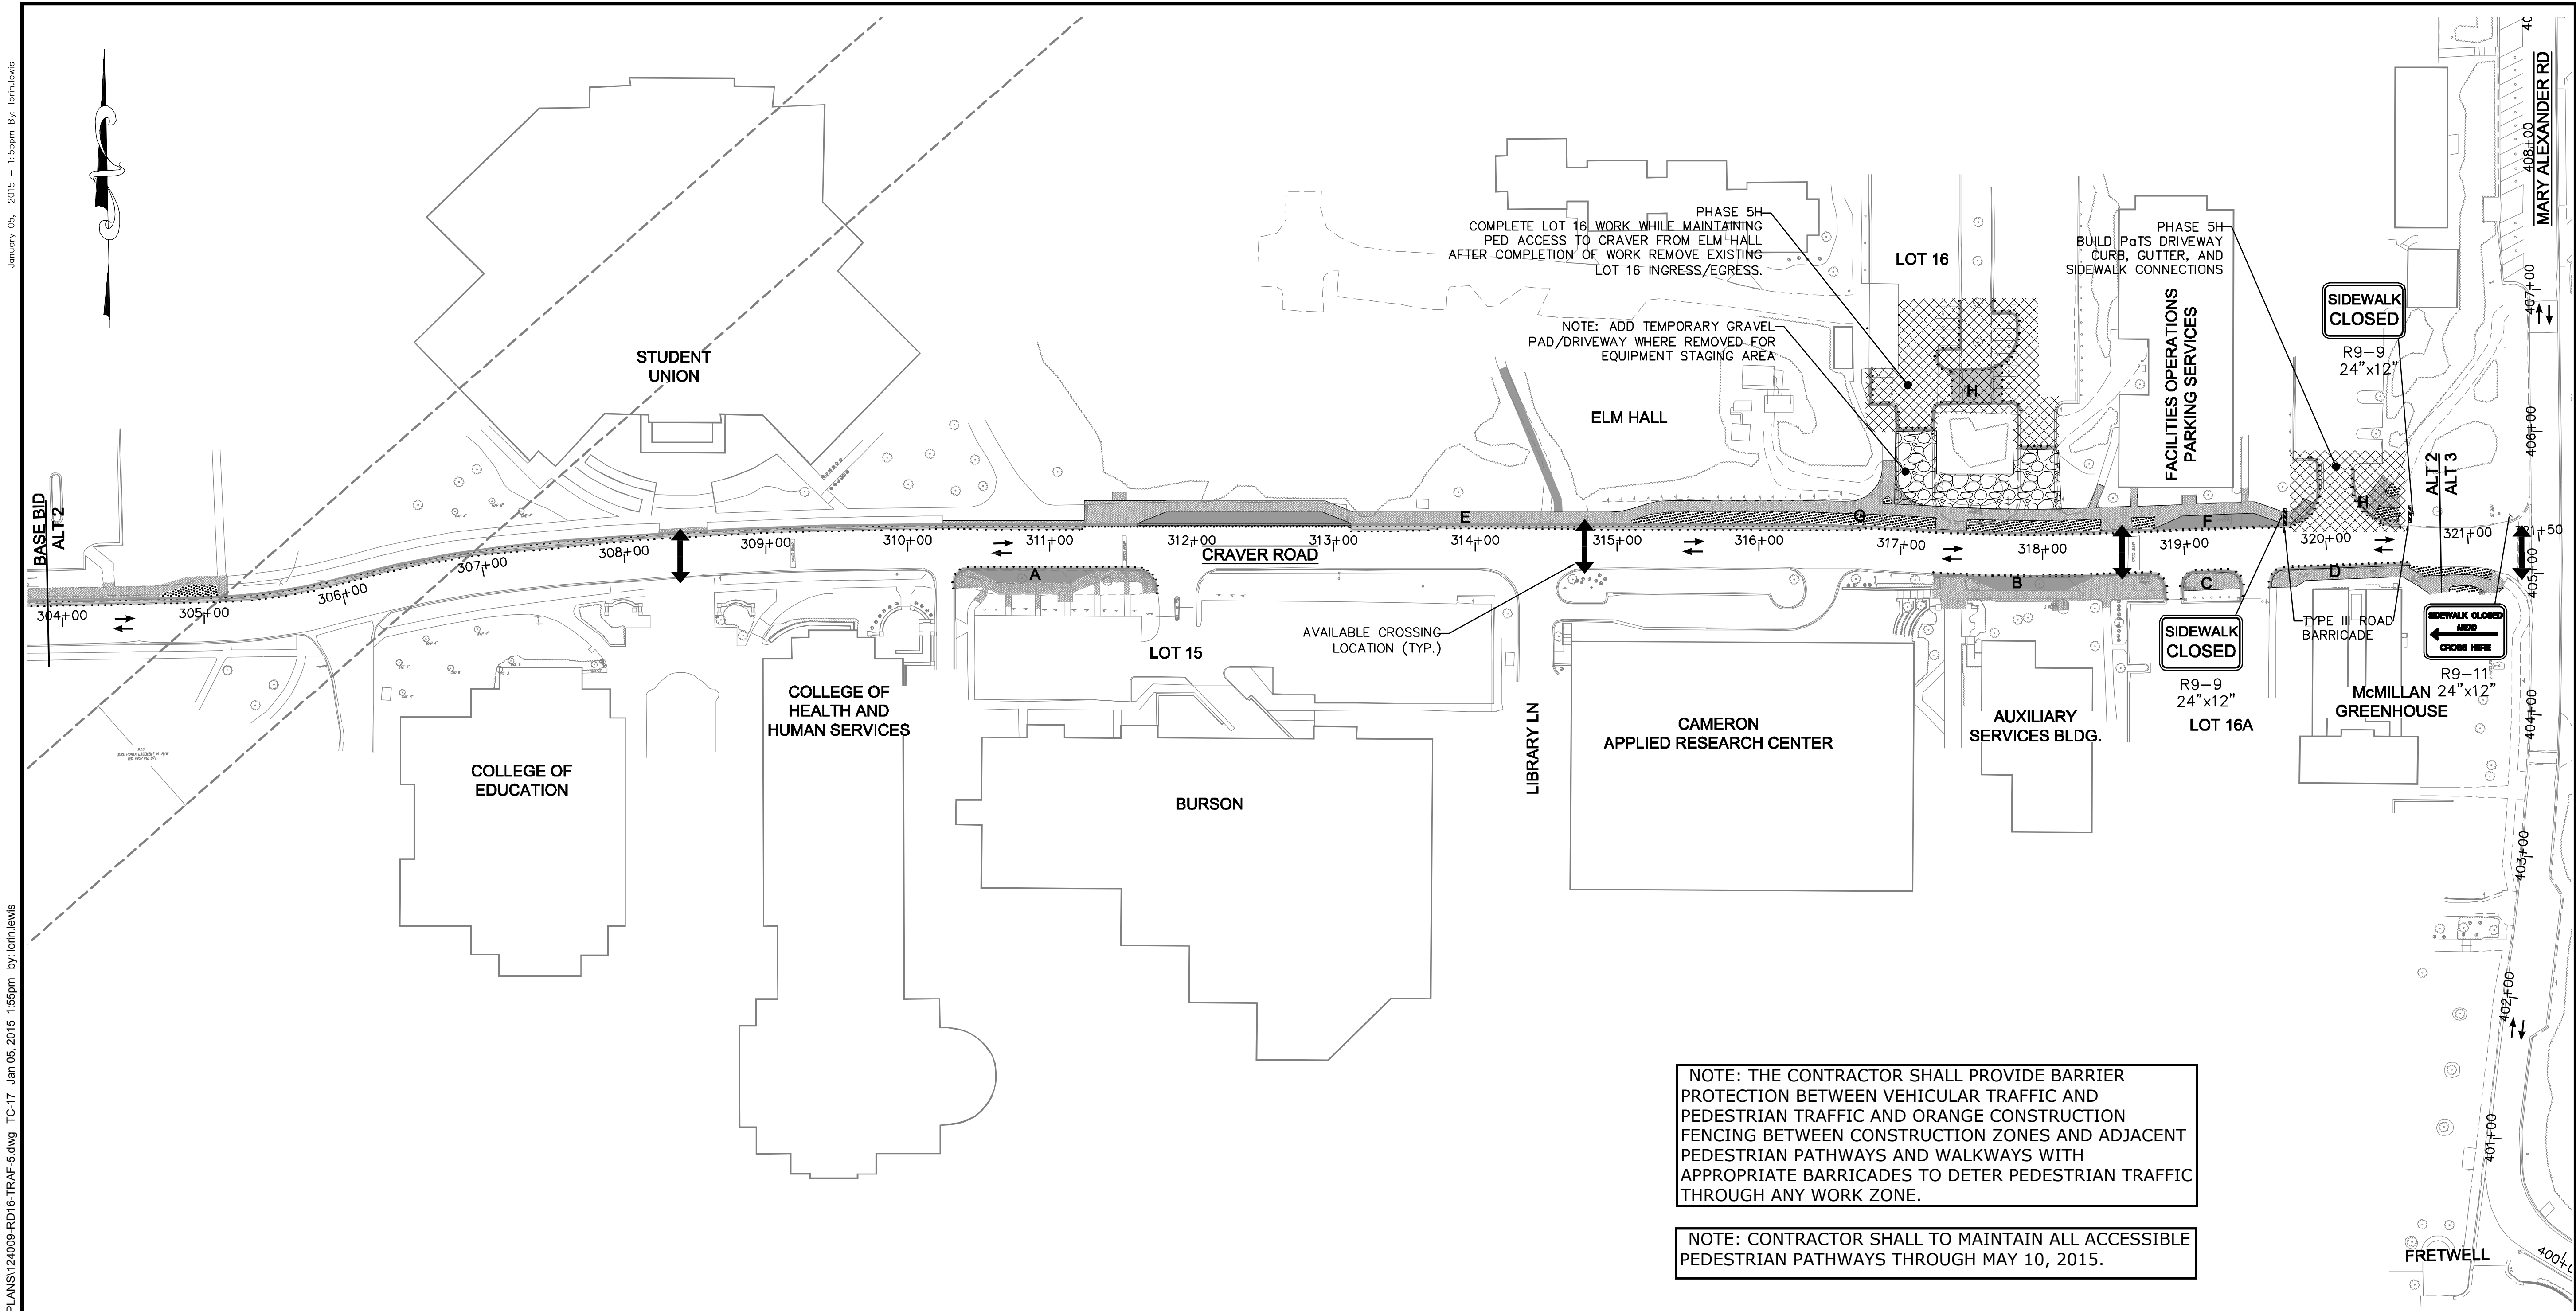 January 05, 2015 - 1:55pm By: lorin.lewis
PLANS\124009-RD16-TRAF-5.dwg TC-17 Jan 05, 2015 1:55pm by: lorin.lewis
BASE BID
ALT 2
STUDENT
UNION
PHASE 5H
COMPLETE LOT 16 WORK WHILE MAINTAINING
PED ACCESS TO CRAVER FROM ELM HALL
AFTER COMPLETION OF WORK REMOVE EXISTING
LOT 16 INGRESS/EGRESS.
NOTE: ADD TEMPORARY GRAVEL
PAD/DRIVEWAY WHERE REMOVED FOR
EQUIPMENT STAGING AREA
ELM HALL
LOT 16
H
FACILITIES OPERATIONS
PARKING SERVICES
PHASE 5H
BUILD PaTS DRIVEWAY
CURB, GUTTER, AND
SIDEWALK CONNECTIONS
SIDEWALK
CLOSED
R9-9
24"x12"
H
ALT 2
ALT 3
MARY ALEXANDER RD
408+00
407+00
406+00
405+00
404+00
403+00
402+00
401+00
304+00
305+00
306+00
307+00
308+00
309+00
310+00
311+00
312+00
313+00
314+00
315+00
316+00
317+00
318+00
319+00
320+00
321+00
321+50
CRAVER ROAD
E
G
F
A
B
C
D
AVAILABLE CROSSING
LOCATION (TYP.)
LOT 15
COLLEGE OF
HEALTH AND
HUMAN SERVICES
COLLEGE OF
EDUCATION
BURSON
LIBRARY LN
CAMERON
APPLIED RESEARCH CENTER
AUXILIARY
SERVICES BLDG.
SIDEWALK
CLOSED
R9-9
24"x12"
LOT 16A
TYPE III ROAD
BARRICADE
SIDEWALK CLOSED
AHEAD
CROSS HERE
R9-11
24"x12"
McMILLAN
GREENHOUSE
NOTE: THE CONTRACTOR SHALL PROVIDE BARRIER
PROTECTION BETWEEN VEHICULAR TRAFFIC AND
PEDESTRIAN TRAFFIC AND ORANGE CONSTRUCTION
FENCING BETWEEN CONSTRUCTION ZONES AND ADJACENT
PEDESTRIAN PATHWAYS AND WALKWAYS WITH
APPROPRIATE BARRICADES TO DETER PEDESTRIAN TRAFFIC
THROUGH ANY WORK ZONE.
NOTE: CONTRACTOR SHALL TO MAINTAIN ALL ACCESSIBLE
PEDESTRIAN PATHWAYS THROUGH MAY 10, 2015.
FRETWELL